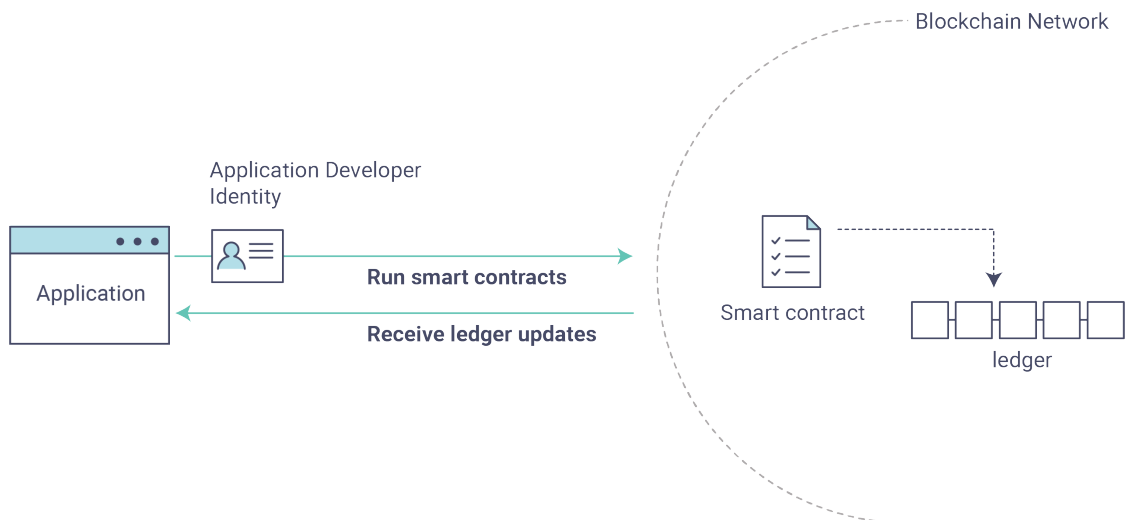 Blockchain Network
Application Developer
Identity
Application
Run smart contracts
Receive ledger updates
Smart contract
ledger